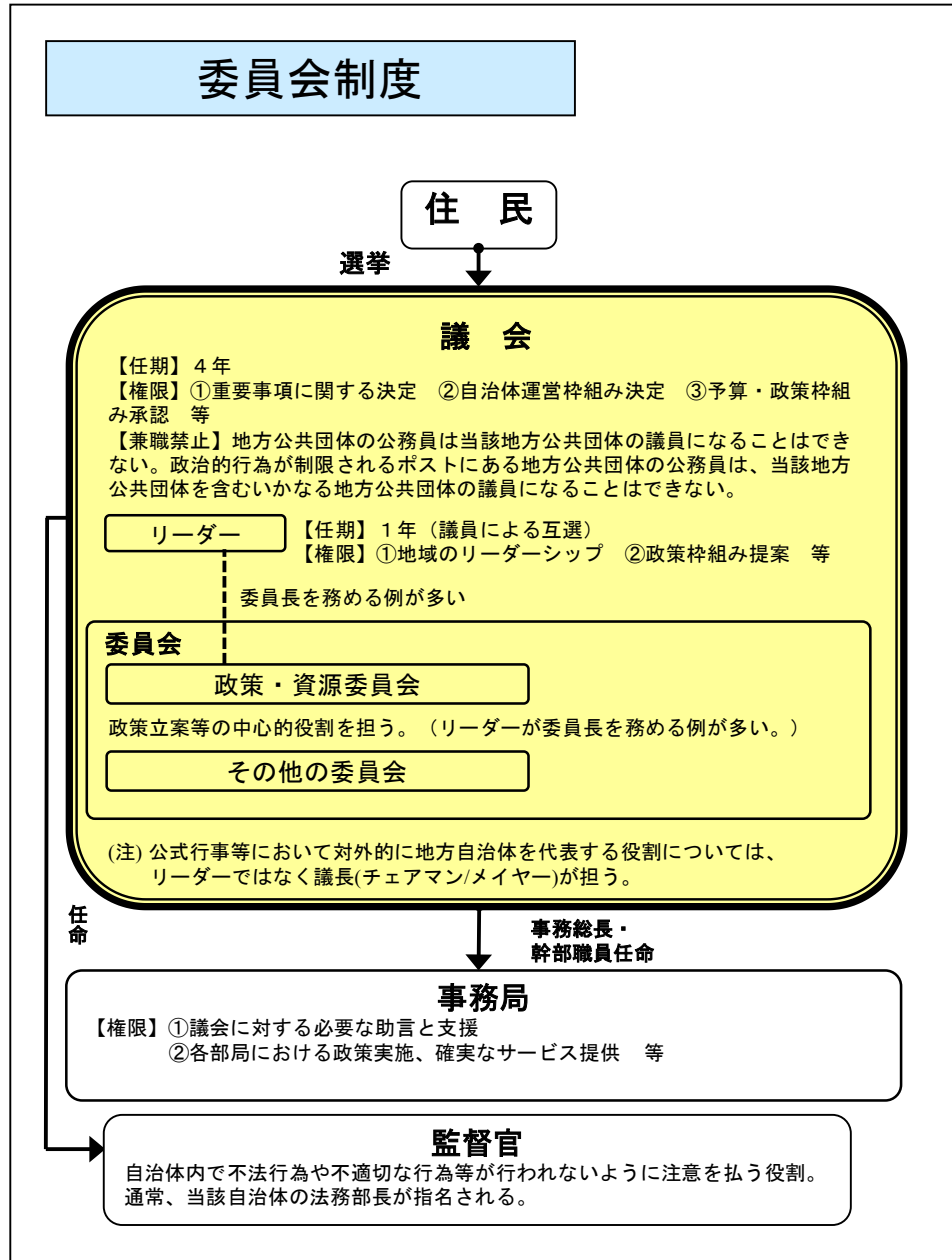 委員会制度
住　民
選挙
議　会
【任期】４年
【権限】①重要事項に関する決定　②自治体運営枠組み決定　③予算・政策枠組
み承認　等
【兼職禁止】地方公共団体の公務員は当該地方公共団体の議員になることはでき
ない。政治的行為が制限されるポストにある地方公共団体の公務員は、当該地方
公共団体を含むいかなる地方公共団体の議員になることはできない。
リーダー
【任期】１年（議員による互選）
【権限】①地域のリーダーシップ　②政策枠組み提案　等
委員長を務める例が多い
委員会
政策・資源委員会
政策立案等の中心的役割を担う。（リーダーが委員長を務める例が多い。）
その他の委員会
(注) 公式行事等において対外的に地方自治体を代表する役割については、
リーダーではなく議長(チェアマン/メイヤー)が担う。
任命
事務総長・
幹部職員任命
事務局
【権限】①議会に対する必要な助言と支援
②各部局における政策実施、確実なサービス提供　等
監督官
自治体内で不法行為や不適切な行為等が行われないように注意を払う役割。
通常、当該自治体の法務部長が指名される。